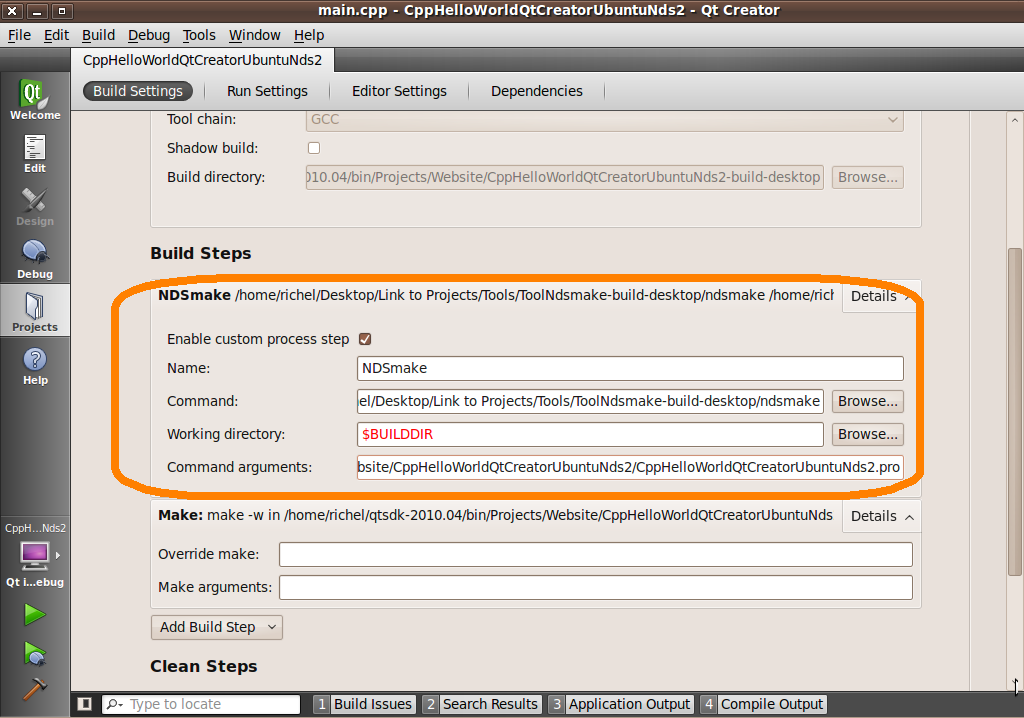 main.cpp - CppHelloWorldQtCreatorUbuntuNds2 - Qt Creator
File Edit Build Debug Tools Window Help
CppHelloWorldQtCreatorUbuntuNds2
Build Settings Run Settings Editor Settings Dependencies
Qt
Welcome
Edit
Design
Debug
Projects
Help
Tool chain: GCC
Shadow build:
Build directory: 010.04/bin/Projects/Website/CppHelloWorldQtCreatorUbuntuNds2-build-desktop Browse...
Build Steps
NDSmake /home/richel/Desktop/Link to Projects/Tools/ToolNdsmake-build-desktop/ndsmake /home/rich Details
Enable custom process step
Name: NDSmake
Command: el/Desktop/Link to Projects/Tools/ToolNdsmake-build-desktop/ndsmake Browse...
Working directory: $BUILDDIR Browse...
Command arguments: bsite/CppHelloWorldQtCreatorUbuntuNds2/CppHelloWorldQtCreatorUbuntuNds2.pro
Make: make -w in /home/richel/qtsdk-2010.04/bin/Projects/Website/CppHelloWorldQtCreatorUbuntuNds Details
Override make:
Make arguments:
Add Build Step
Clean Steps
CppH...Nds2
Qt i...ebug
Type to locate 1 Build Issues 2 Search Results 3 Application Output 4 Compile Output